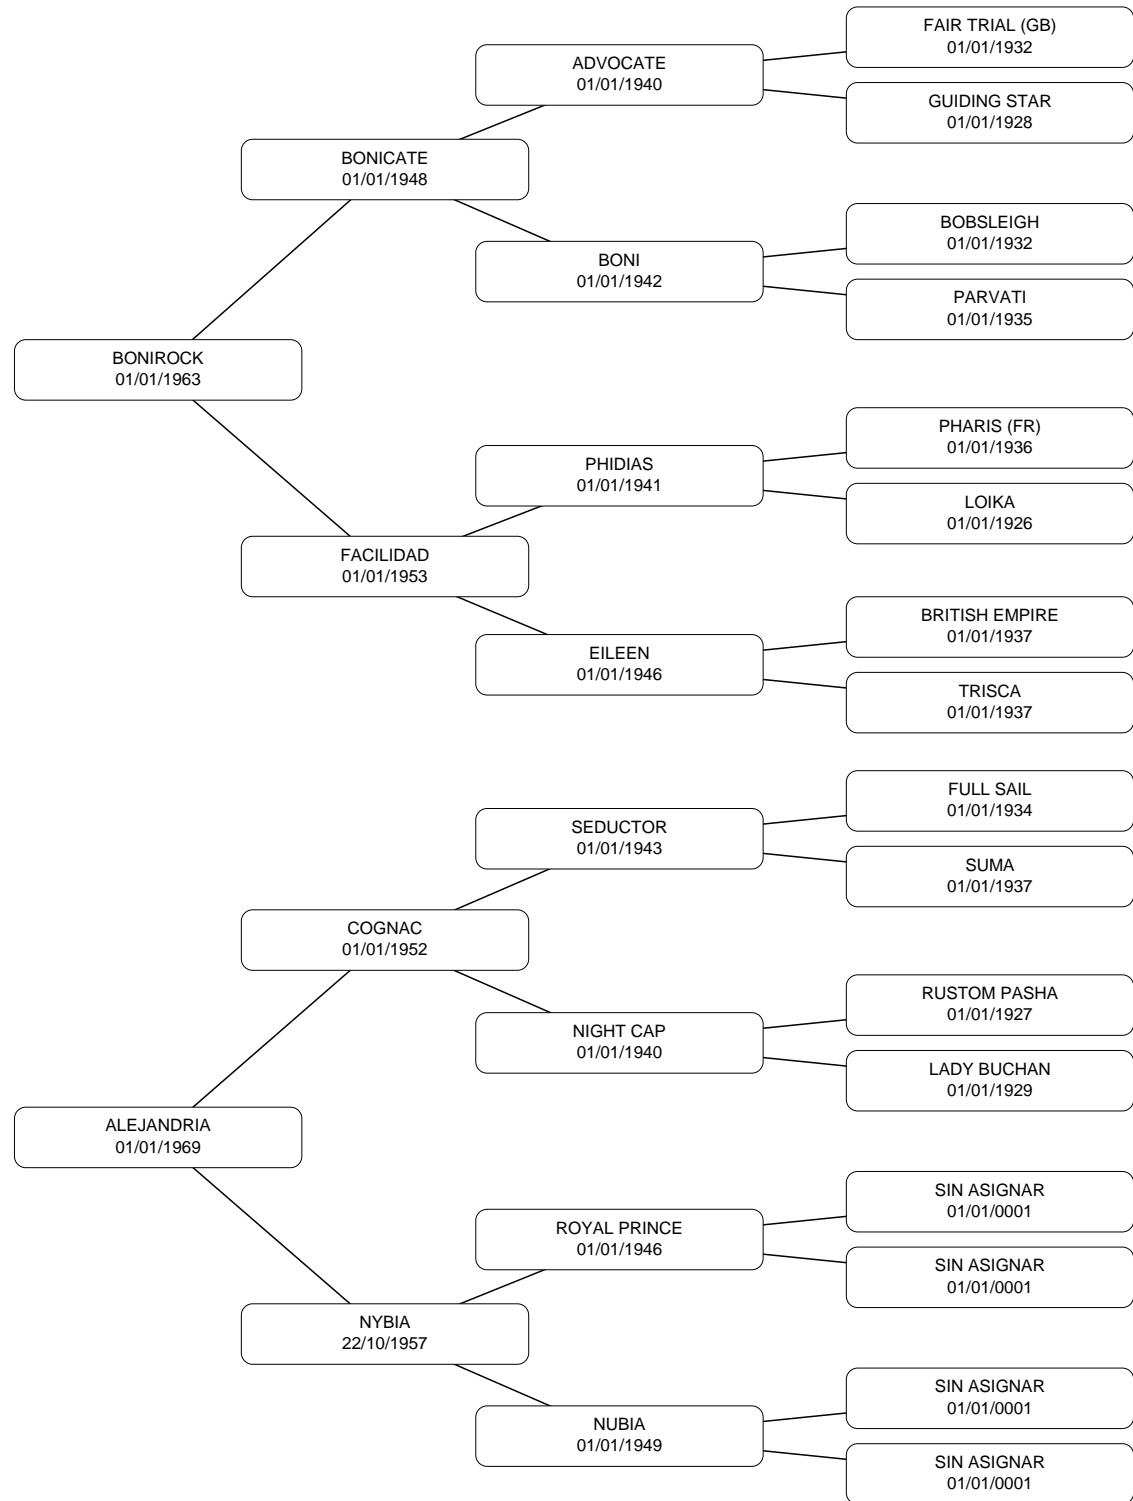 FAIR TRIAL (GB)
01/01/1932
ADVOCATE
01/01/1940
GUIDING STAR
01/01/1928
BONICATE
01/01/1948
BOBSLEIGH
01/01/1932
BONI
01/01/1942
PARVATI
01/01/1935
BONIROCK
01/01/1963
PHARIS (FR)
01/01/1936
PHIDIAS
01/01/1941
LOIKA
01/01/1926
FACILIDAD
01/01/1953
BRITISH EMPIRE
01/01/1937
EILEEN
01/01/1946
TRISCA
01/01/1937
FULL SAIL
01/01/1934
SEDUCTOR
01/01/1943
SUMA
01/01/1937
COGNAC
01/01/1952
RUSTOM PASHA
01/01/1927
NIGHT CAP
01/01/1940
LADY BUCHAN
01/01/1929
ALEJANDRIA
01/01/1969
SIN ASIGNAR
01/01/0001
ROYAL PRINCE
01/01/1946
SIN ASIGNAR
01/01/0001
NYBIA
22/10/1957
SIN ASIGNAR
01/01/0001
NUBIA
01/01/1949
SIN ASIGNAR
01/01/0001